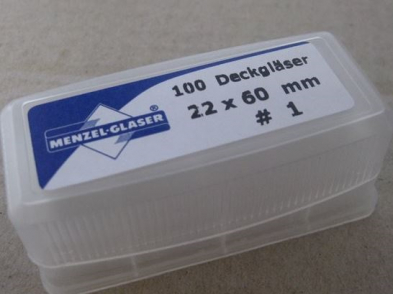 100 Deckgläser
22 x 60 mm
# 1
MENZEL-GLÄSER®